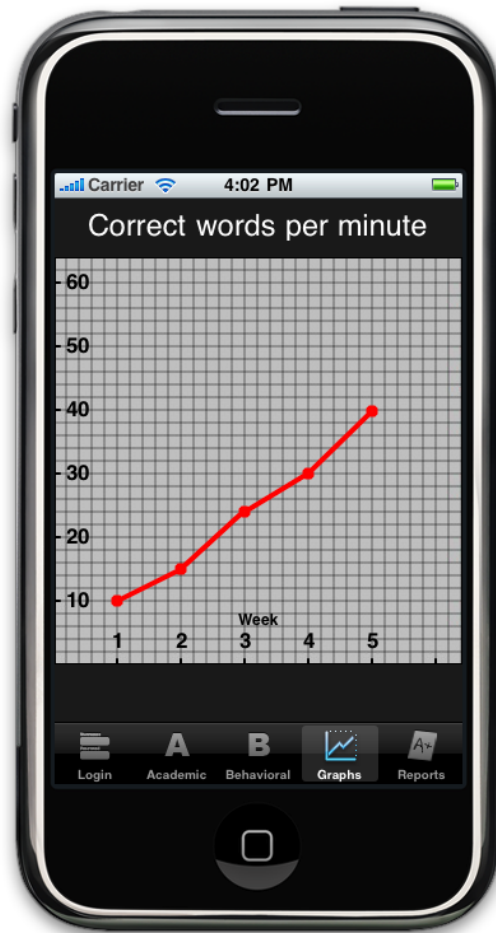 Carrier 4:02 PM
Correct words per minute
60
50
40
30
20
10
Week
1 2 3 4 5
A B A+
Login Academic Behavioral Graphs Reports